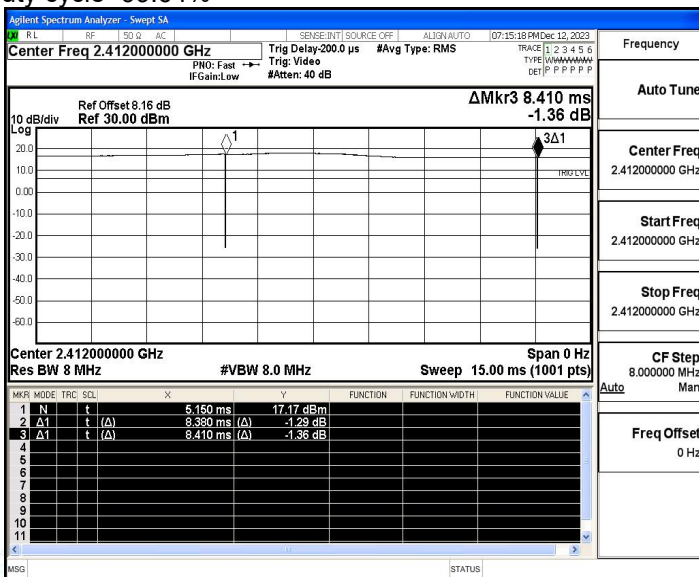 Agilent Spectrum Analyzer - Swept SA
RL RF 50 Ω AC SENSE:INT SOURCE OFF ALIGN AUTO 07:15:18 PM Dec 12, 2023
Center Freq 2.412000000 GHz
PNO: Fast
IFGain:Low
Trig Delay-200.0 µs
Trig: Video
#Atten: 40 dB
#Avg Type: RMS
TRACE 1 2 3 4 5 6
TYPE
DET P P P P P P
Ref Offset 8.16 dB
10 dB/div Ref 30.00 dBm
Log
ΔMkr3 8.410 ms
-1.36 dB
1
3Δ1
20.0
10.0
TRIG LVL
0.00
-10.0
-20.0
-30.0
-40.0
-50.0
-60.0
Center 2.412000000 GHz Span 0 Hz
Res BW 8 MHz #VBW 8.0 MHz Sweep 15.00 ms (1001 pts)
MKR MODE TRC SCL X Y FUNCTION FUNCTION WIDTH FUNCTION VALUE
1 N t 5.150 ms 17.17 dBm
2 Δ1 t (Δ) 8.380 ms (Δ) -1.29 dB
3 Δ1 t (Δ) 8.410 ms (Δ) -1.36 dB
4
5
6
7
8
9
10
11
MSG STATUS
Frequency
Auto Tune
Center Freq
2.412000000 GHz
Start Freq
2.412000000 GHz
Stop Freq
2.412000000 GHz
CF Step
8.000000 MHz
Auto Man
Freq Offset
0 Hz